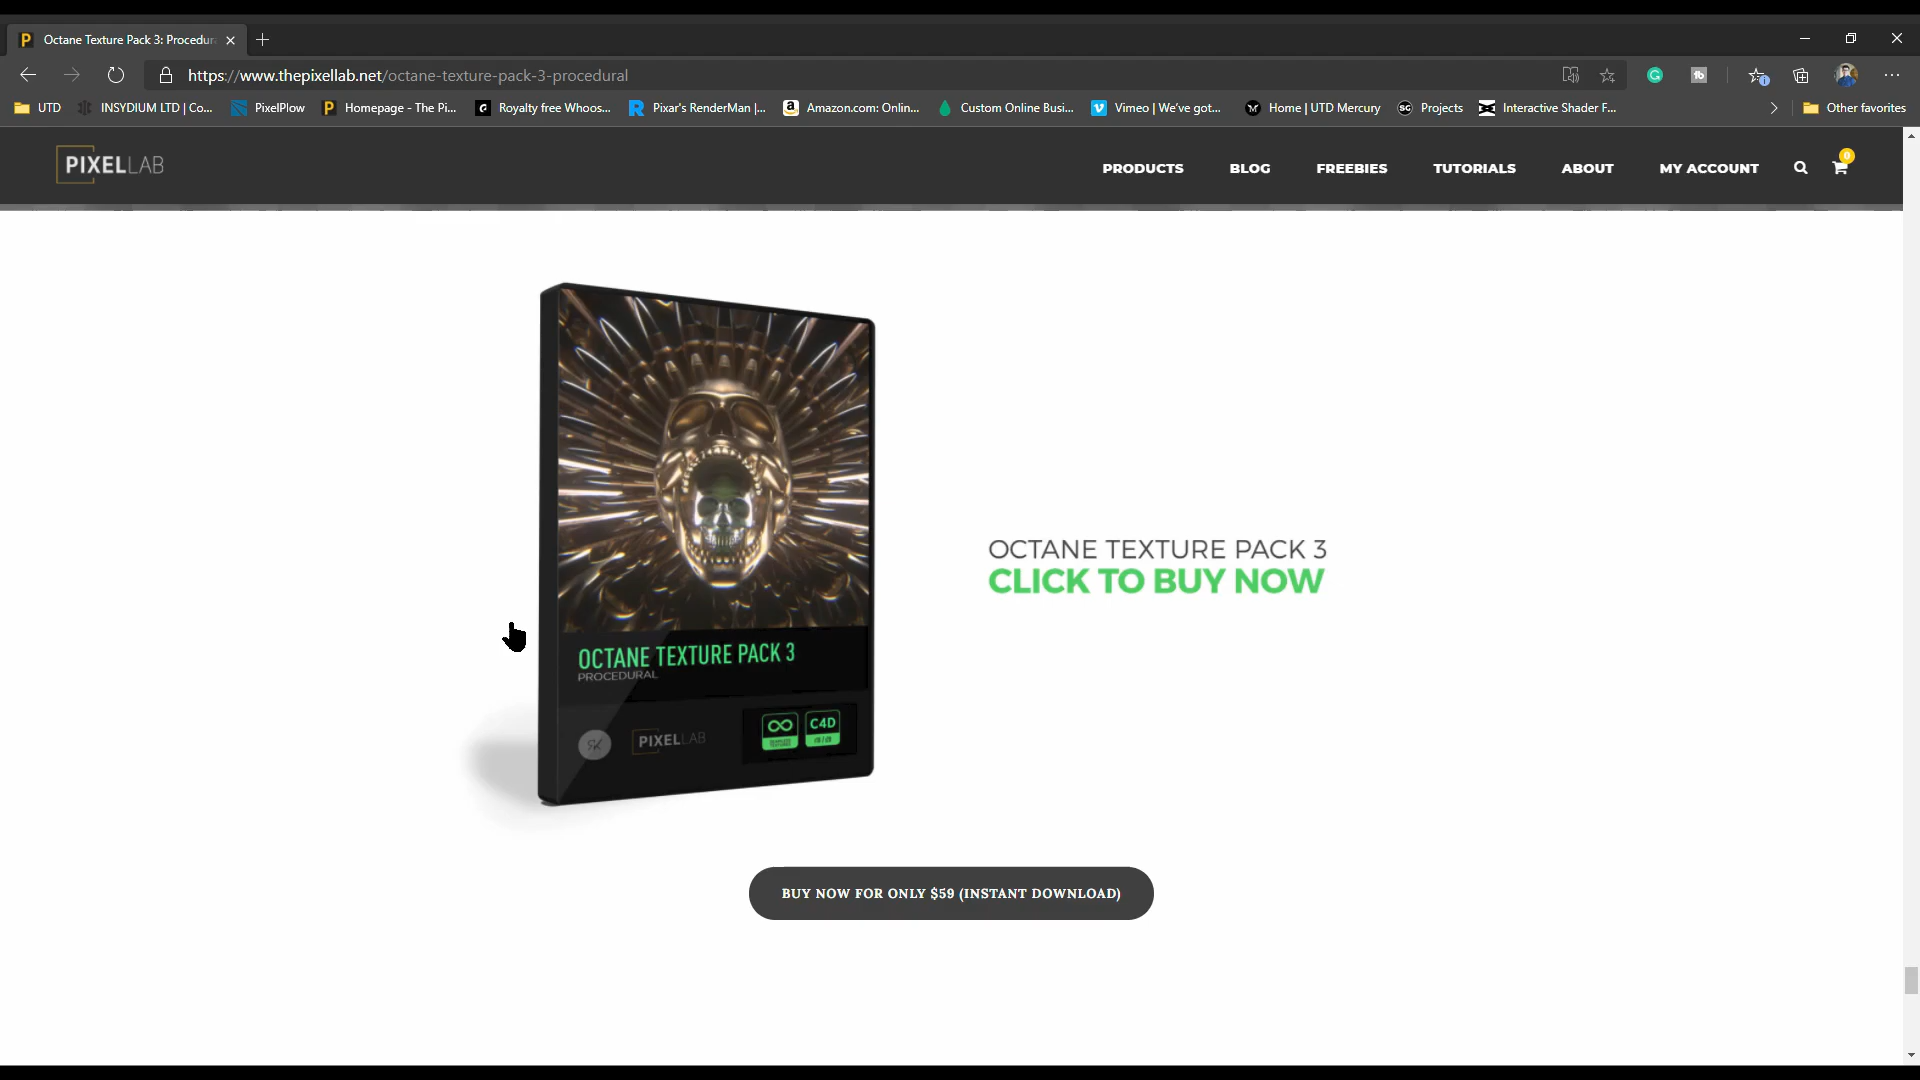 Octane Texture Pack 3: Procedur
https://www.thepixellab.net/octane-texture-pack-3-procedural
UTD
INSYDIUM LTD | Co...
PixelPlow
Homepage - The Pi...
Royalty free Whoos...
Pixar's RenderMan |...
Amazon.com: Onlin...
Custom Online Busi...
Vimeo | We've got...
Home | UTD Mercury
Projects
Interactive Shader F...
Other favorites
PIXELLAB
PRODUCTS
BLOG
FREEBIES
TUTORIALS
ABOUT
MY ACCOUNT
0
OCTANE TEXTURE PACK 3
CLICK TO BUY NOW
OCTANE TEXTURE PACK 3
PROCEDURAL
PIXELLAB
C4D
BUY NOW FOR ONLY $59 (INSTANT DOWNLOAD)